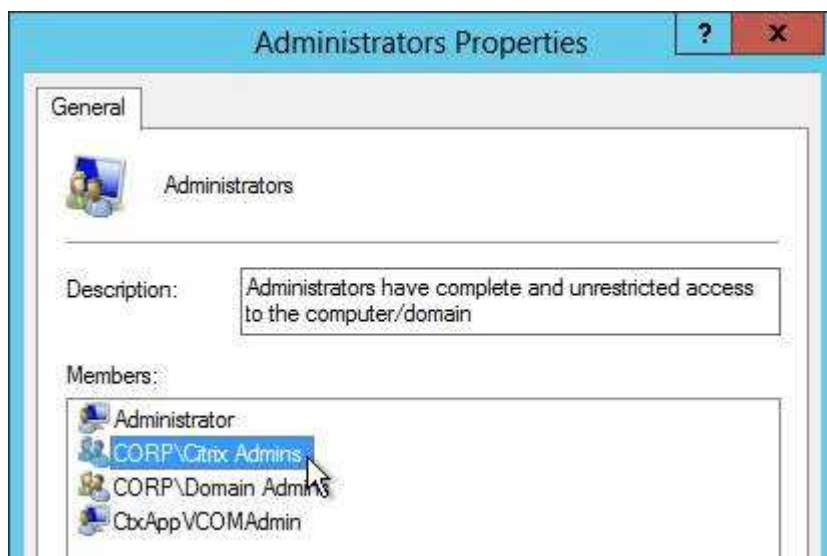 Administrators Properties
?
x
General
Administrators
Description:
Administrators have complete and unrestricted access
to the computer/domain
Members:
Administrator
CORP\Citrix Admins
CORP\Domain Admins
CtxAppVCOMAdmin